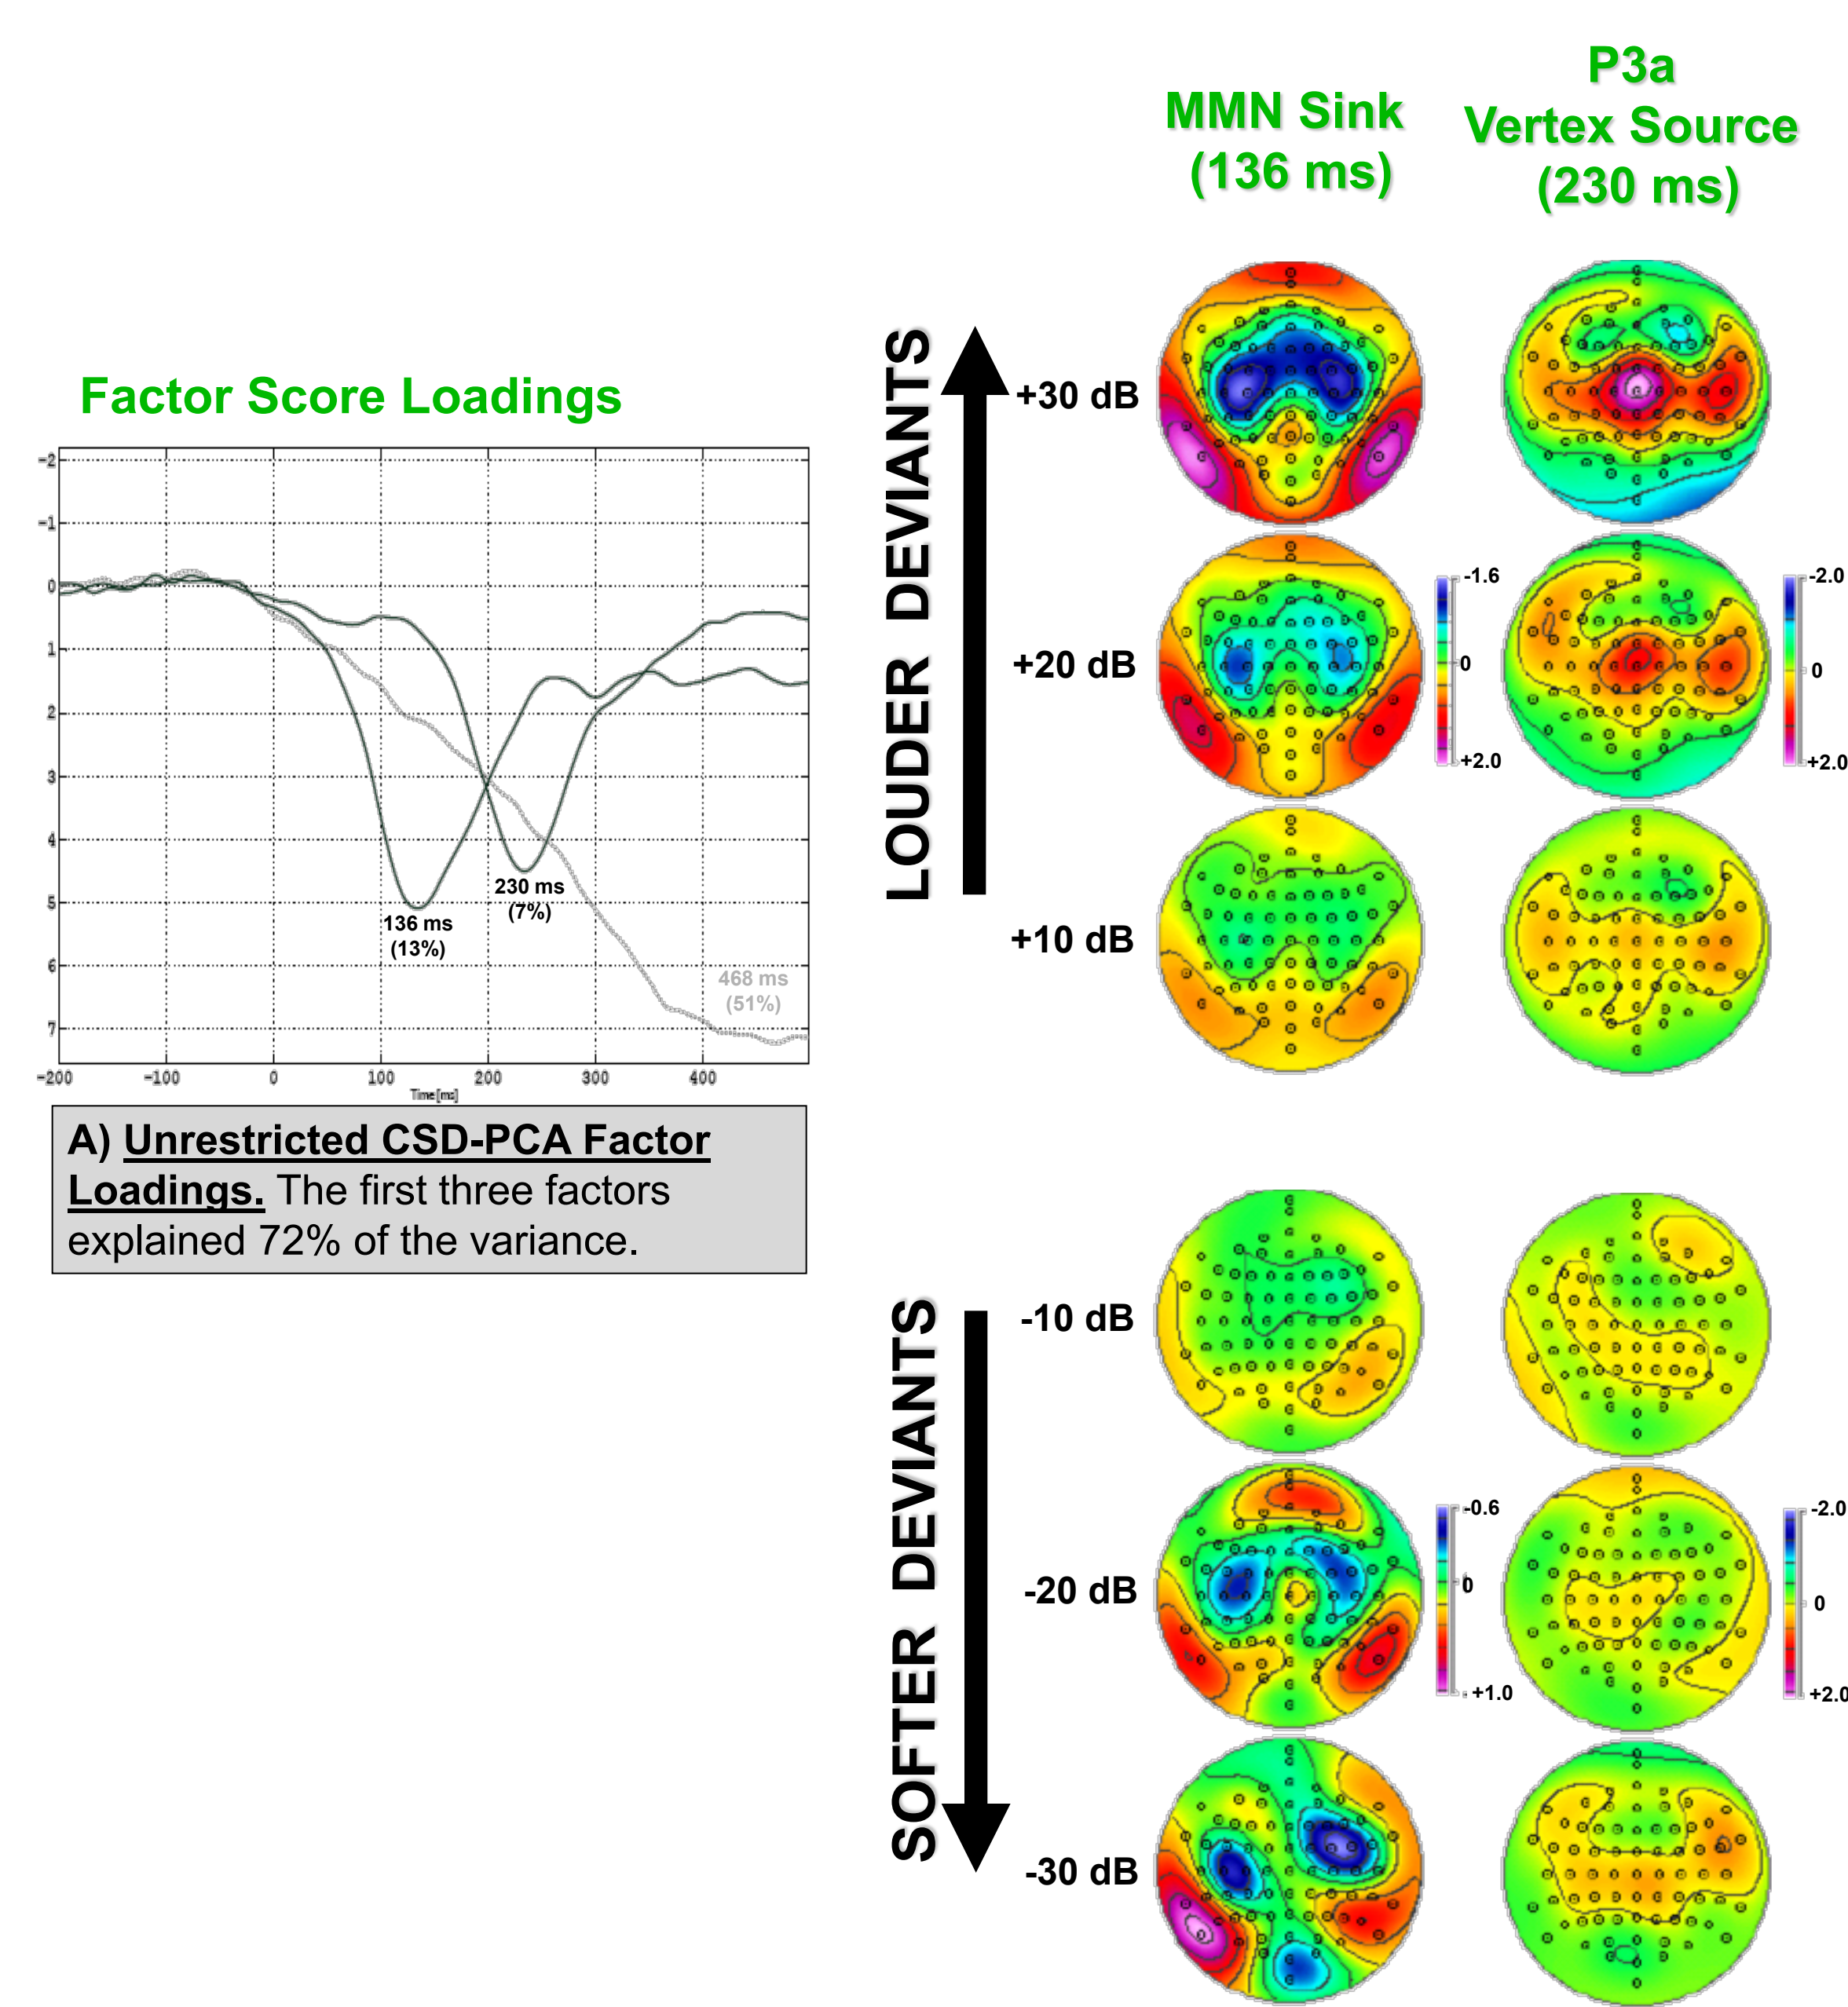 P3a
MMN Sink
Vertex Source
(136 ms)
(230 ms)
Factor Score Loadings
-2
-1
0
1
2
3
4
5
6
7
136 ms
(13%)
230 ms
(7%)
468 ms
(51%)
-200
-100
0
100
200
300
400
Time[ms]
A) Unrestricted CSD-PCA Factor
Loadings. The first three factors
explained 72% of the variance.
LOUDER DEVIANTS
+30 dB
+20 dB
-1.6
0
+2.0
-2.0
0
+2.0
+10 dB
SOFTER DEVIANTS
-10 dB
-20 dB
-0.6
0
+1.0
-2.0
0
+2.0
-30 dB